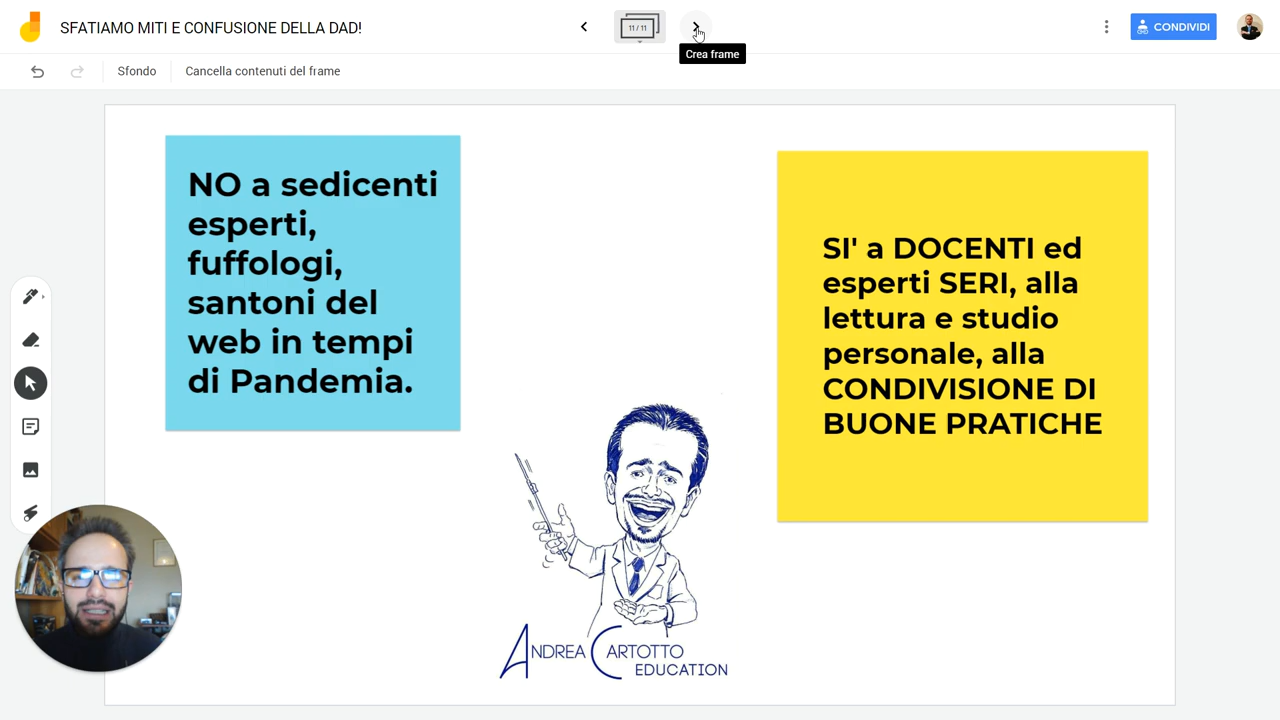 SFATIAMO MITI E CONFUSIONE DELLA DAD!
11 / 11
CONDIVIDI
Crea frame
Sfondo
Cancella contenuti del frame
NO a sedicenti
esperti,
fuffologi,
santoni del
web in tempi
di Pandemia.
SI' a DOCENTI ed
esperti SERI, alla
lettura e studio
personale, alla
CONDIVISIONE DI
BUONE PRATICHE
ANDREA CARTOTTO
EDUCATION